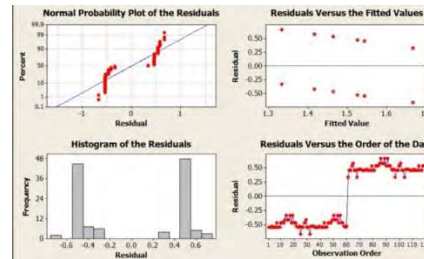 Normal Probability Plot of the Residuals
99.9
99
90
50
10
1
0.1
Percent
-1
0
1
Residual
Residuals Versus the Fitted Values
0.50
0.25
0.00
-0.25
-0.50
Residual
1.3
1.4
1.5
1.6
1.7
Fitted Value
Histogram of the Residuals
48
36
24
12
0
Frequency
-0.6
-0.4
-0.2
-0.0
0.2
0.4
0.6
Residual
Residuals Versus the Order of the Da
0.50
0.25
0.00
-0.25
-0.50
Residual
1 10 20 30 40 50 60 70 80 90 100 110
Observation Order